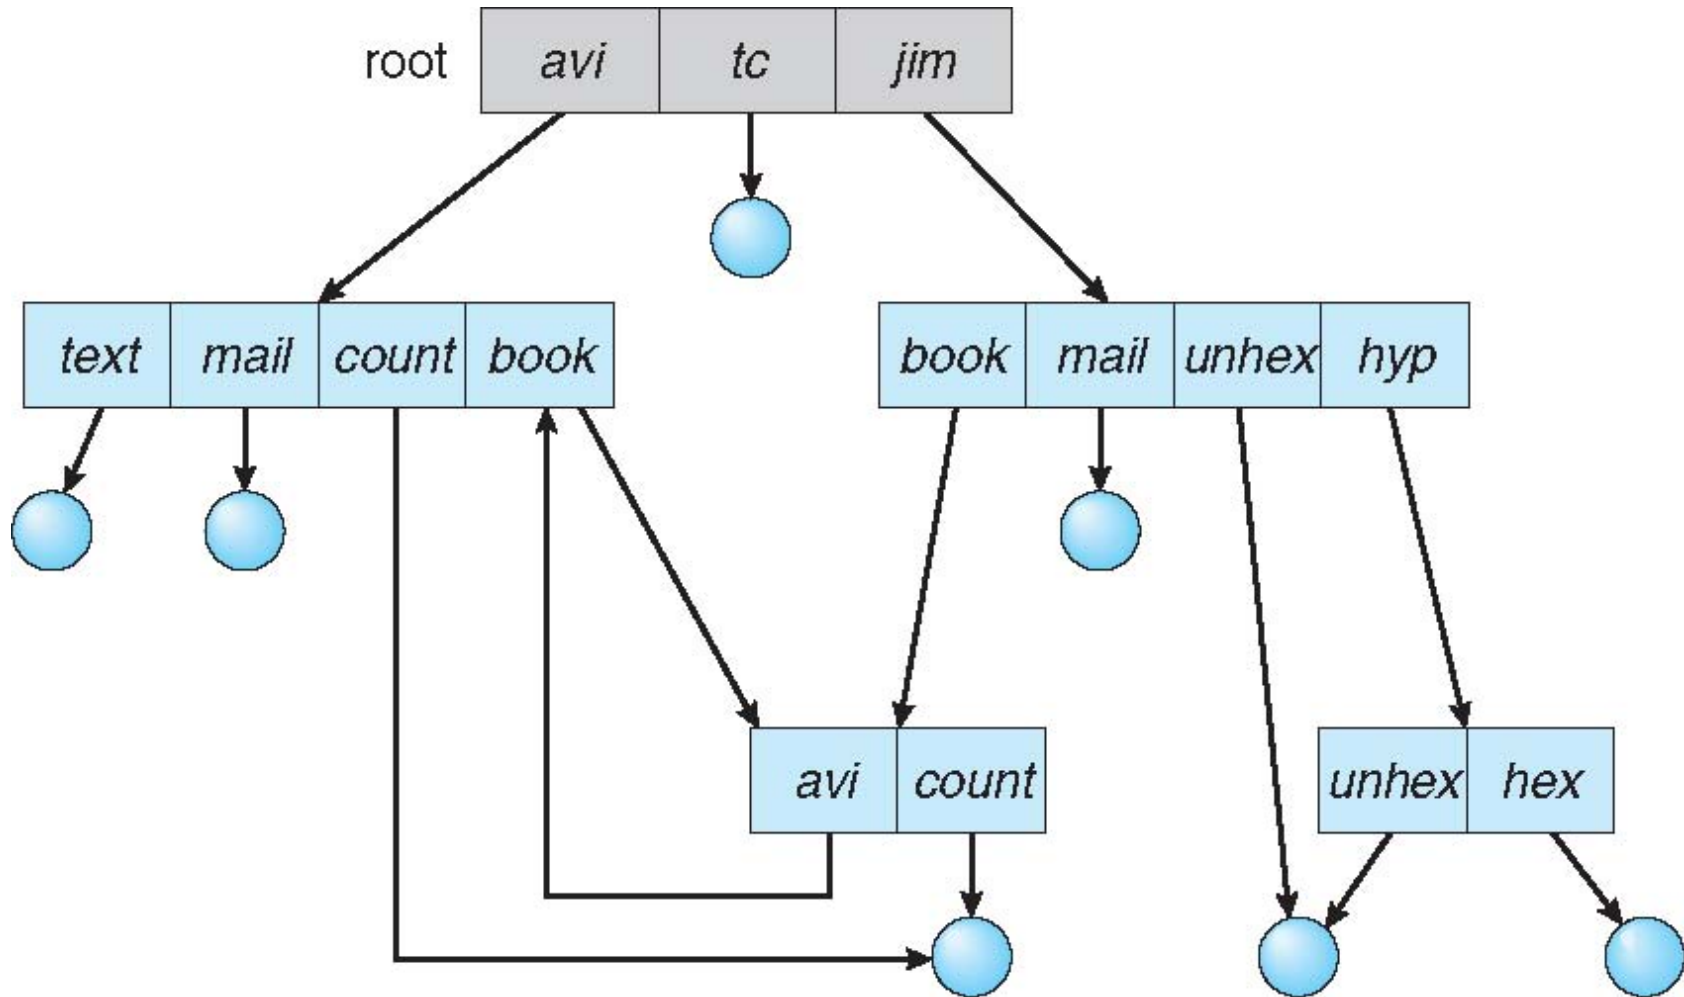 root avi tc jim
text mail count book
book mail unhex hyp
avi count
unhex hex